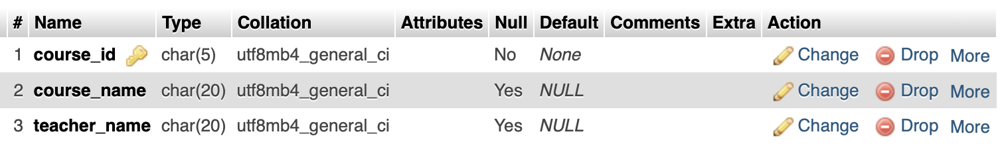 # Name Type Collation Attributes Null Default Comments Extra Action
1 course_id char(5) utf8mb4_general_ci No None Change Drop More
2 course_name char(20) utf8mb4_general_ci Yes NULL Change Drop More
3 teacher_name char(20) utf8mb4_general_ci Yes NULL Change Drop More